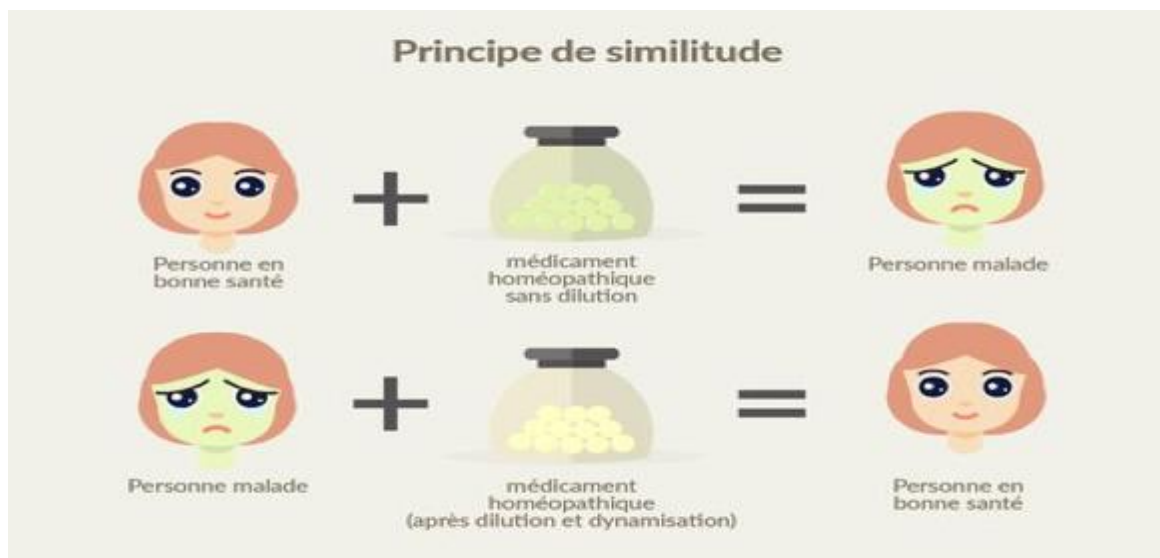 Principe de similitude
+
=
Personne en
bonne santé
médicament
homéopathique
sans dilution
Personne malade
+
=
Personne malade
médicament
homéopathique
(après dilution et dynamisation)
Personne en
bonne santé